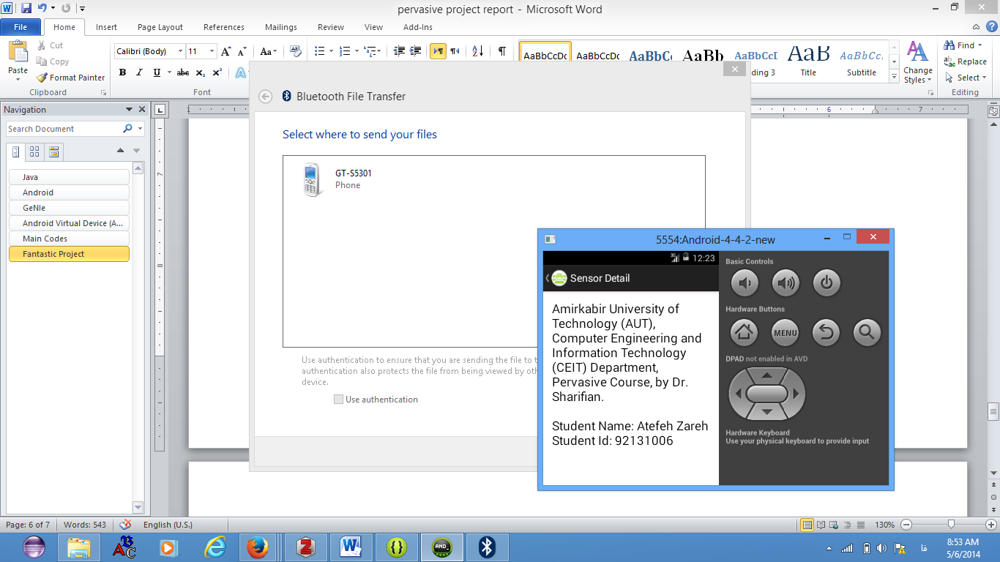 pervasive project report - Microsoft Word
File Home Insert Page Layout References Mailings Review View Add-Ins
Paste
Cut
Copy
Format Painter
Clipboard
Calibri (Body) 11
Font
AaBbCcDc AaBbCcDc AaBbC AaBb AaBbCcI AaB AaBbCcI
ding 3 Title Subtitle
Change
Styles
Find
Replace
Select
Editing
Navigation
Search Document
Java
Android
GeNIe
Android Virtual Device (A...
Main Codes
Fantastic Project
Bluetooth File Transfer
Select where to send your files
GT-S5301
Phone
Use authentication to ensure that you are sending the file to t
authentication also protects the file from being viewed by oth
device.
Use authentication
5554:Android-4-4-2-new
3G 12:23
Sensor Detail
Amirkabir University of
Technology (AUT),
Computer Engineering and
Information Technology
(CEIT) Department,
Pervasive Course, by Dr.
Sharifian.
Student Name: Atefeh Zareh
Student Id: 92131006
Basic Controls
Hardware Buttons
MENU
DPAD not enabled in AVD
Hardware Keyboard
Use your physical keyboard to provide input
6 7
7
8
Page: 6 of 7 Words: 543 English (U.S.) 130%
AND_
فا
8:53 AM
5/6/2014